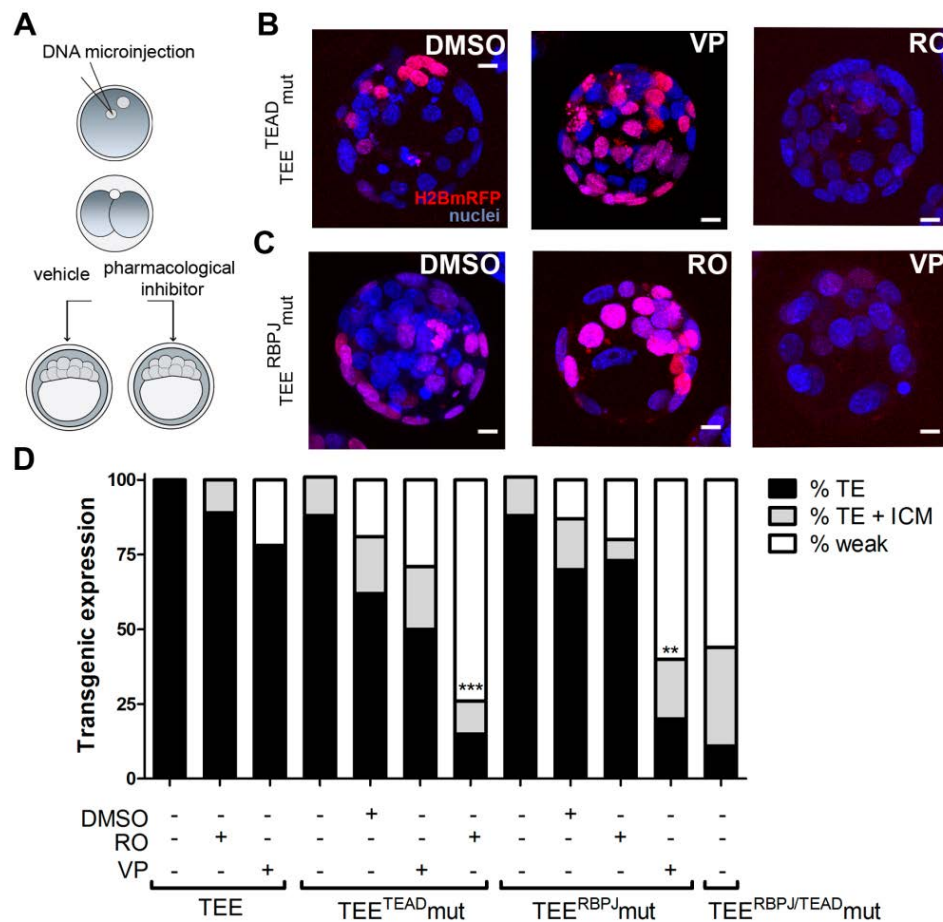 A
DNA microinjection
vehicle
pharmacological
inhibitor
B
DMSO
VP
RO
TEE^TEAD mut
H2BmRFP
nuclei
C
DMSO
RO
VP
TEE^RBPJ mut
D
Transgenic expression
100
75
50
25
0
***
**
% TE
% TE + ICM
% weak
DMSO - - - - + - - - + - - -
RO - + - - - - + - - + - -
VP - - + - - + - - - - + -
TEE
TEE^TEAD mut
TEE^RBPJ mut
TEE^RBPJ/TEAD mut